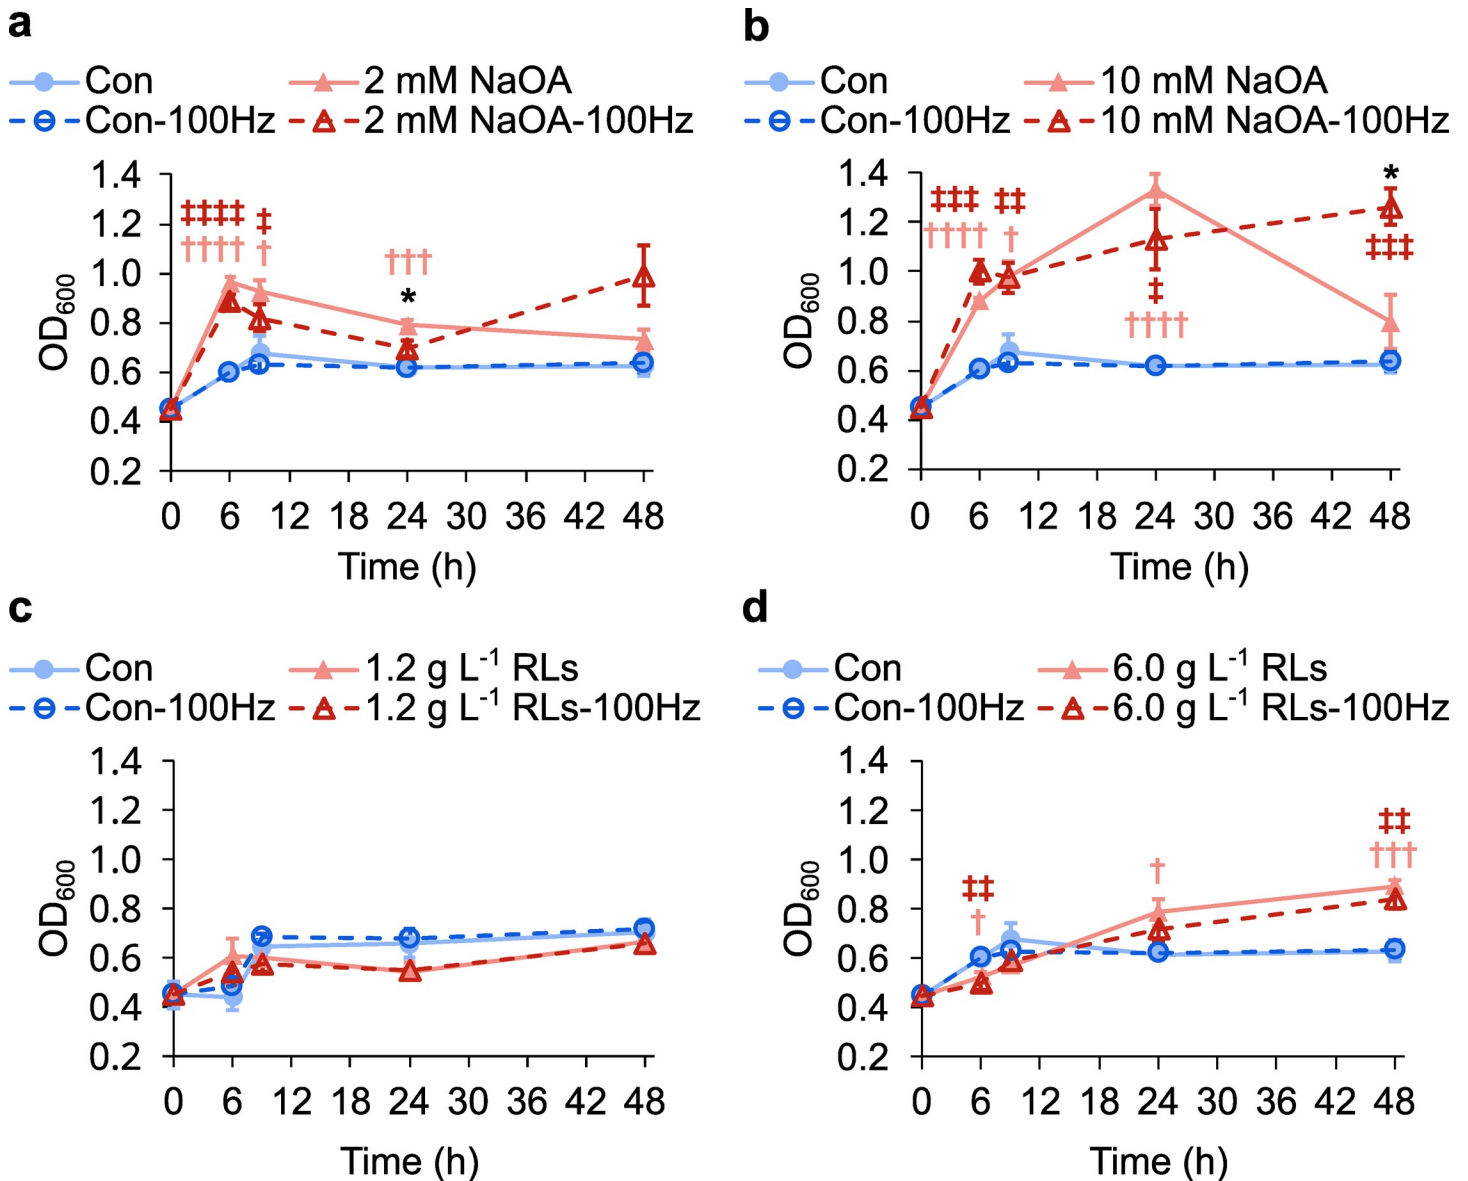 a
Con 2 mM NaOA
Con-100Hz 2 mM NaOA-100Hz
1.4
1.2
1.0
0.8
0.6
0.4
0.2
OD600
‡‡‡‡ ‡
†††† † †††
*
0 6 12 18 24 30 36 42 48
Time (h)
b
Con 10 mM NaOA
Con-100Hz 10 mM NaOA-100Hz
1.4
1.2
1.0
0.8
0.6
0.4
0.2
OD600
*
‡‡‡ ‡‡
†††† †
‡‡‡
‡
††††
0 6 12 18 24 30 36 42 48
Time (h)
c
Con 1.2 g L-1 RLs
Con-100Hz 1.2 g L-1 RLs-100Hz
1.4
1.2
1.0
0.8
0.6
0.4
0.2
OD600
0 6 12 18 24 30 36 42 48
Time (h)
d
Con 6.0 g L-1 RLs
Con-100Hz 6.0 g L-1 RLs-100Hz
1.4
1.2
1.0
0.8
0.6
0.4
0.2
OD600
‡‡
† †††
‡‡
†
0 6 12 18 24 30 36 42 48
Time (h)